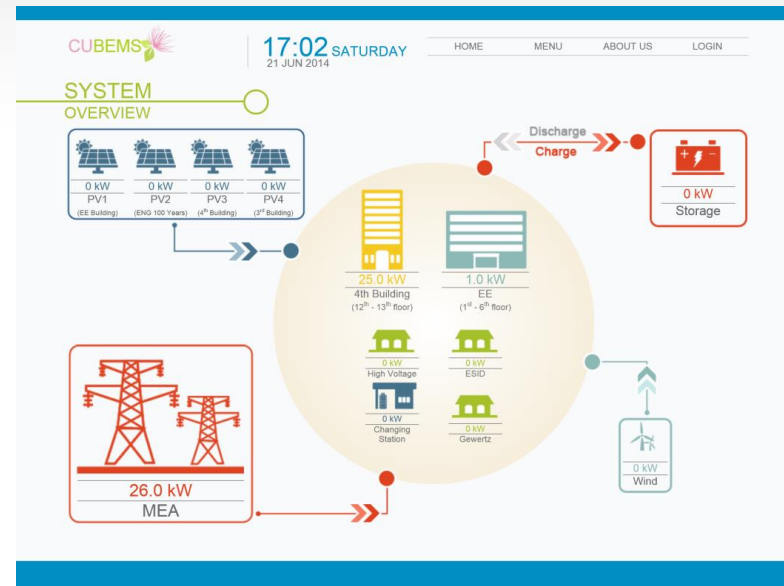 CUBEMS
17:02 SATURDAY
21 JUN 2014
HOME MENU ABOUT US LOGIN
SYSTEM
OVERVIEW
0 kW 0 kW 0 kW 0 kW
PV1 PV2 PV3 PV4
(EE Building) (ENG 100 Years) (4th Building) (3rd Building)
Discharge
Charge
+ -
0 kW
Storage
25.0 kW
4th Building
(12th - 13th floor)
1.0 kW
EE
(1st - 6th floor)
0 kW
High Voltage
0 kW
ESID
0 kW
Changing
Station
0 kW
Gewertz
26.0 kW
MEA
0 kW
Wind